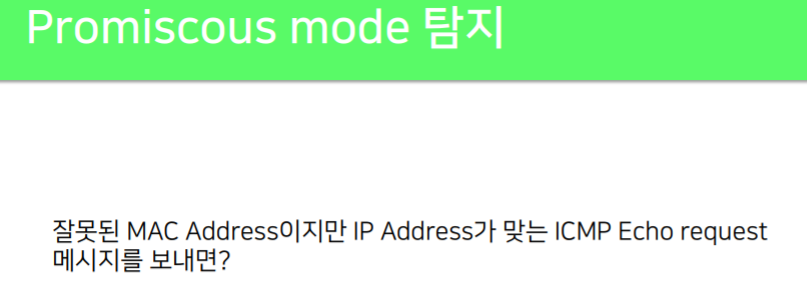 Promiscous mode 탐지
잘못된 MAC Address이지만 IP Address가 맞는 ICMP Echo request
메시지를 보내면?